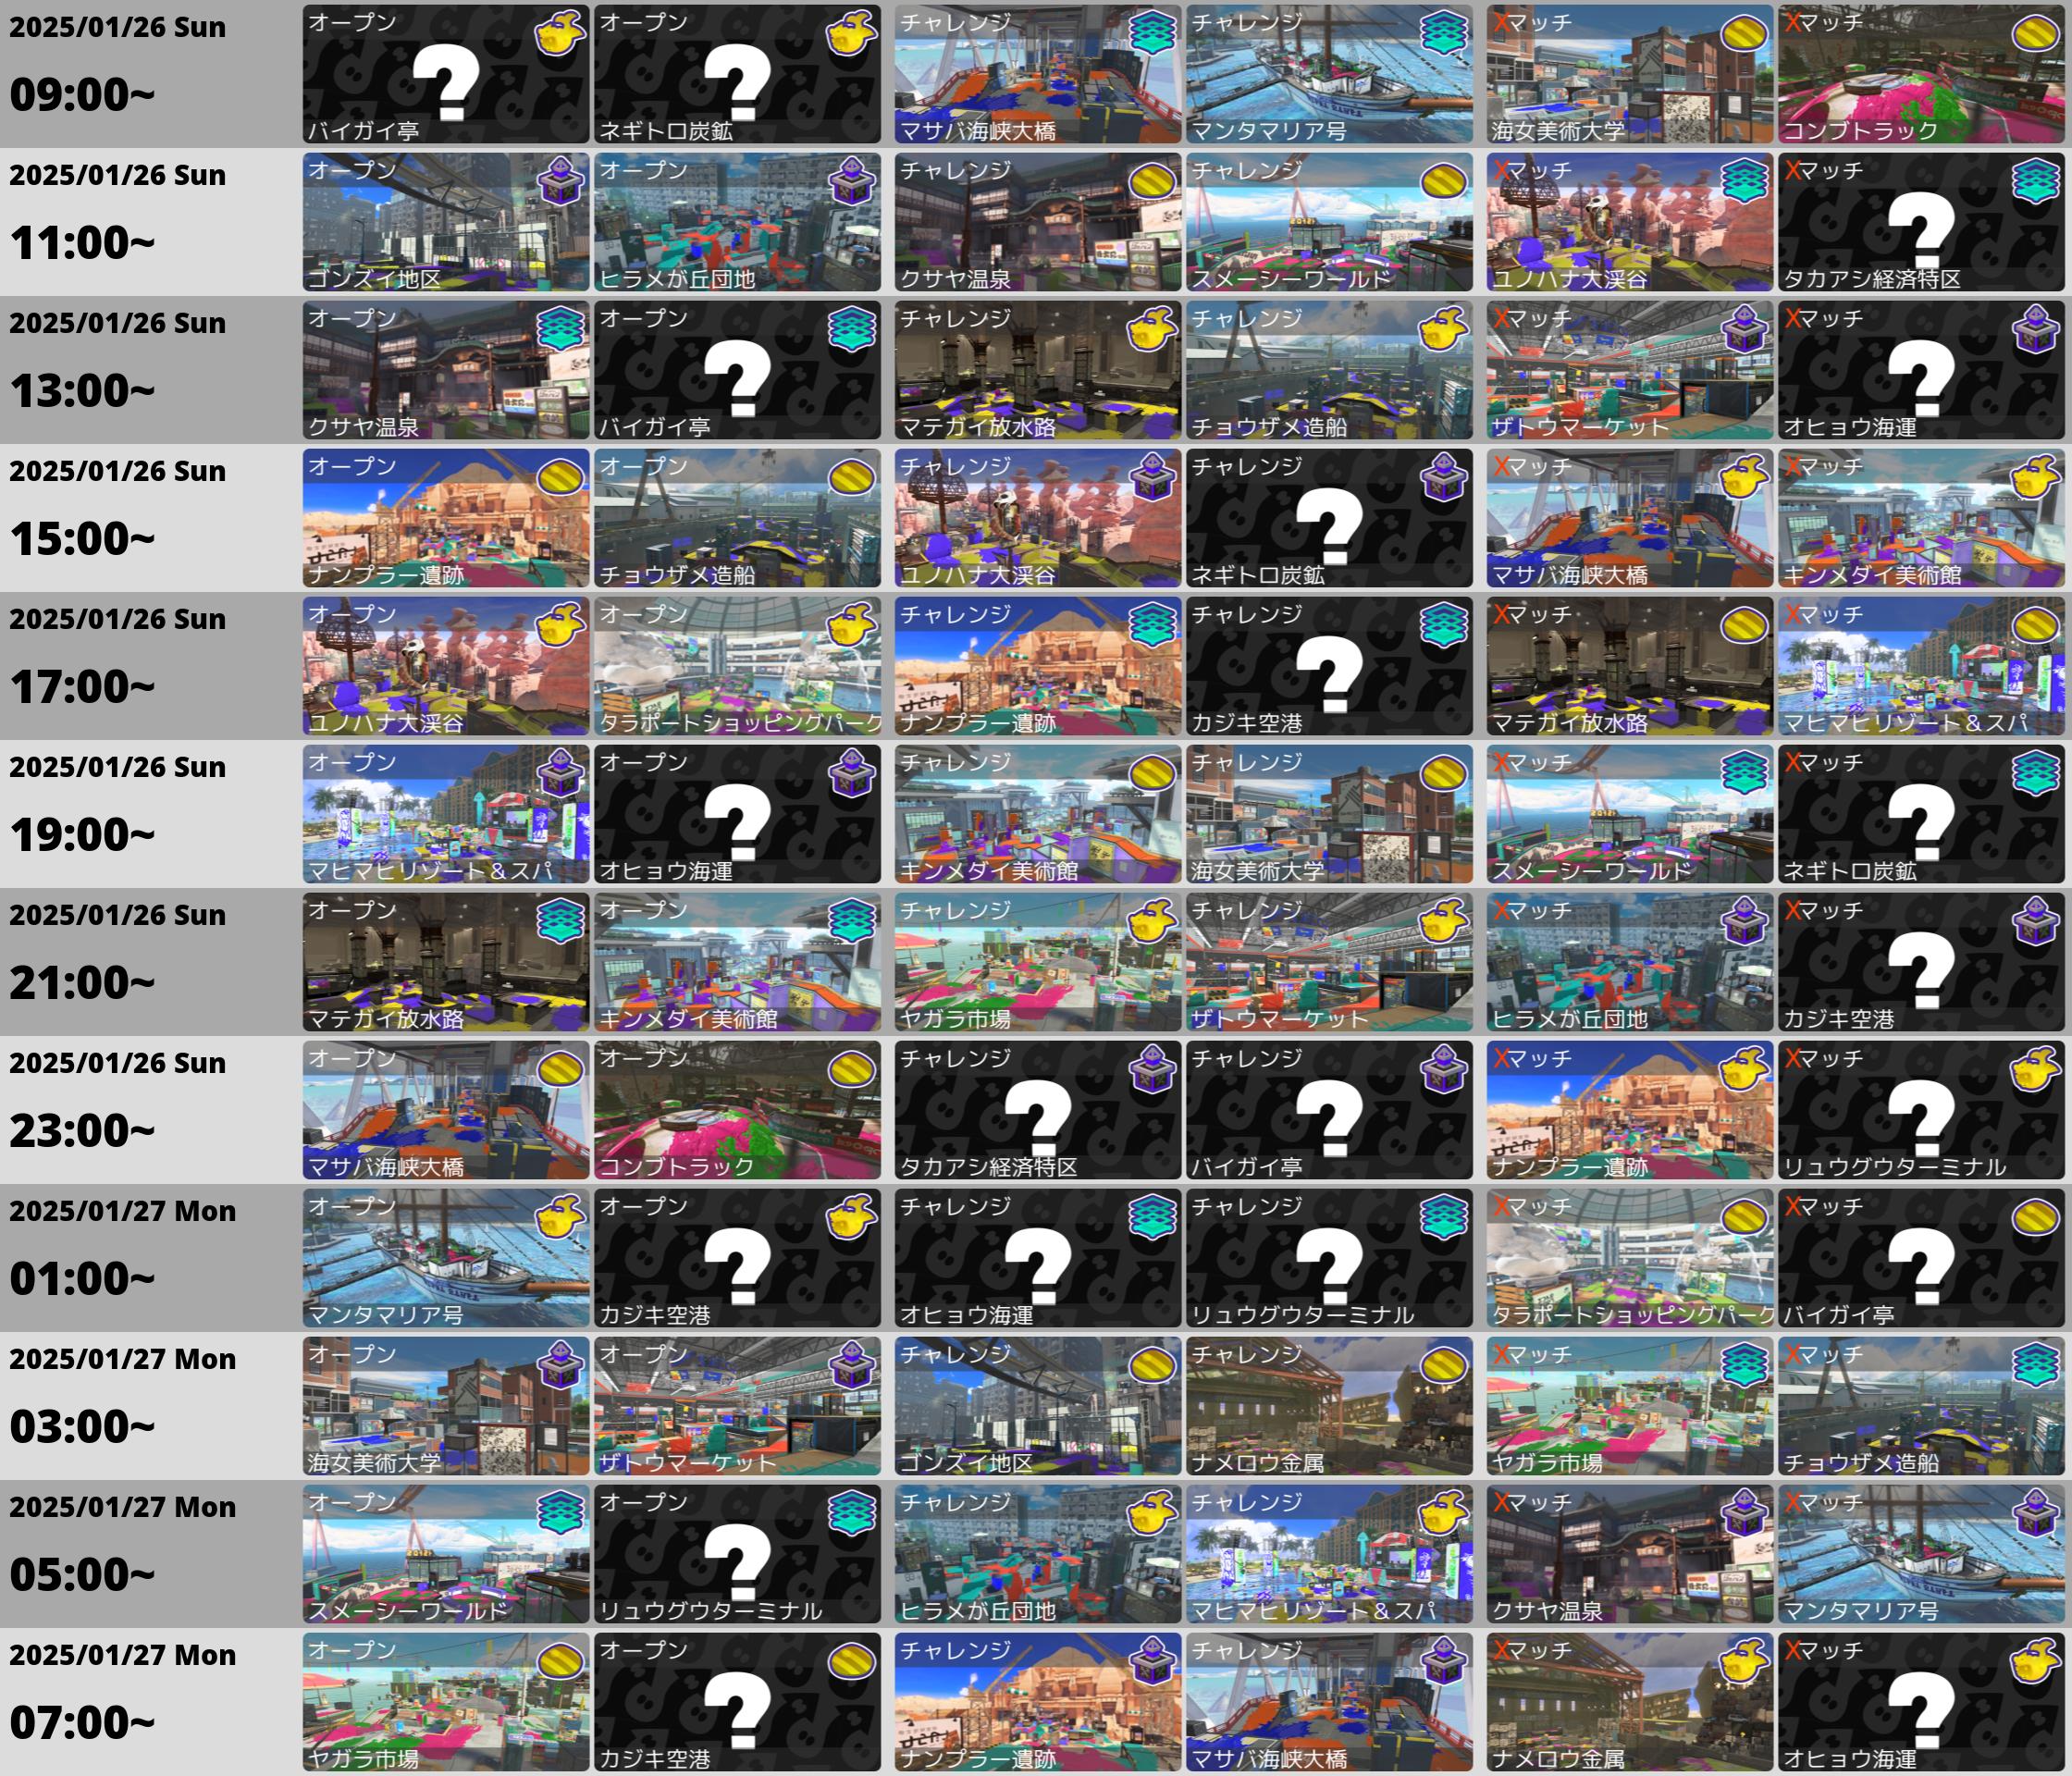 2025/01/26 Sun
09:00~
オープン
バイガイ亭
オープン
ネギトロ炭鉱
チャレンジ
マサバ海峡大橋
チャレンジ
マンタマリア号
Xマッチ
海女美術大学
Xマッチ
コンブトラック
2025/01/26 Sun
11:00~
オープン
ゴンズイ地区
オープン
ヒラメが丘団地
チャレンジ
クサヤ温泉
チャレンジ
スメーシーワールド
Xマッチ
ユノハナ大渓谷
Xマッチ
タカアシ経済特区
2025/01/26 Sun
13:00~
オープン
クサヤ温泉
オープン
バイガイ亭
チャレンジ
マテガイ放水路
チャレンジ
チョウザメ造船
Xマッチ
ザトウマーケット
Xマッチ
オヒョウ海運
2025/01/26 Sun
15:00~
オープン
ナンプラー遺跡
オープン
チョウザメ造船
チャレンジ
ユノハナ大渓谷
チャレンジ
ネギトロ炭鉱
Xマッチ
マサバ海峡大橋
Xマッチ
キンメダイ美術館
2025/01/26 Sun
17:00~
オープン
ユノハナ大渓谷
オープン
タラポートショッピングパーク
チャレンジ
ナンプラー遺跡
チャレンジ
カジキ空港
Xマッチ
マテガイ放水路
Xマッチ
マヒマヒリゾート＆スパ
2025/01/26 Sun
19:00~
オープン
マヒマヒリゾート＆スパ
オープン
オヒョウ海運
チャレンジ
キンメダイ美術館
チャレンジ
海女美術大学
Xマッチ
スメーシーワールド
Xマッチ
ネギトロ炭鉱
2025/01/26 Sun
21:00~
オープン
マテガイ放水路
オープン
キンメダイ美術館
チャレンジ
ヤガラ市場
チャレンジ
ザトウマーケット
Xマッチ
ヒラメが丘団地
Xマッチ
カジキ空港
2025/01/26 Sun
23:00~
オープン
マサバ海峡大橋
オープン
コンブトラック
チャレンジ
タカアシ経済特区
チャレンジ
バイガイ亭
Xマッチ
ナンプラー遺跡
Xマッチ
リュウグウターミナル
2025/01/27 Mon
01:00~
オープン
マンタマリア号
オープン
カジキ空港
チャレンジ
オヒョウ海運
チャレンジ
リュウグウターミナル
Xマッチ
タラポートショッピングパーク
Xマッチ
バイガイ亭
2025/01/27 Mon
03:00~
オープン
海女美術大学
オープン
ザトウマーケット
チャレンジ
ゴンズイ地区
チャレンジ
ナメロウ金属
Xマッチ
ヤガラ市場
Xマッチ
チョウザメ造船
2025/01/27 Mon
05:00~
オープン
スメーシーワールド
オープン
リュウグウターミナル
チャレンジ
ヒラメが丘団地
チャレンジ
マヒマヒリゾート＆スパ
Xマッチ
クサヤ温泉
Xマッチ
マンタマリア号
2025/01/27 Mon
07:00~
オープン
ヤガラ市場
オープン
カジキ空港
チャレンジ
ナンプラー遺跡
チャレンジ
マサバ海峡大橋
Xマッチ
ナメロウ金属
Xマッチ
オヒョウ海運